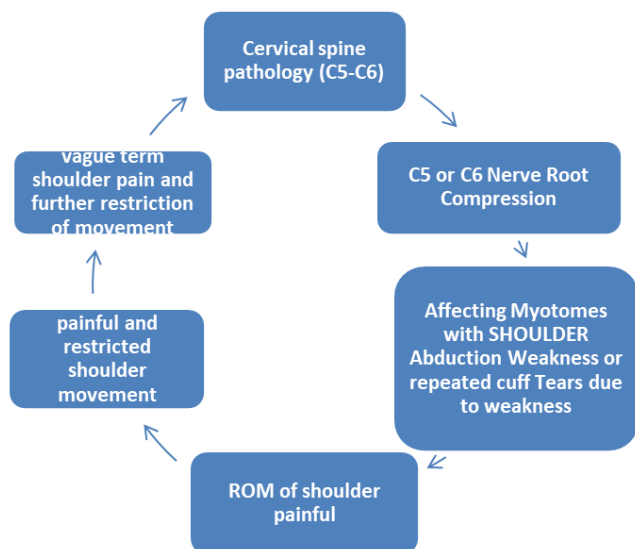 Cervical spine
pathology (C5-C6)
C5 or C6 Nerve Root
Compression
Affecting Myotomes
with SHOULDER
Abduction Weakness or
repeated cuff Tears due
to weakness
ROM of shoulder
painful
painful and
restricted
shoulder
movement
vague term
shoulder pain and
further restriction
of movement